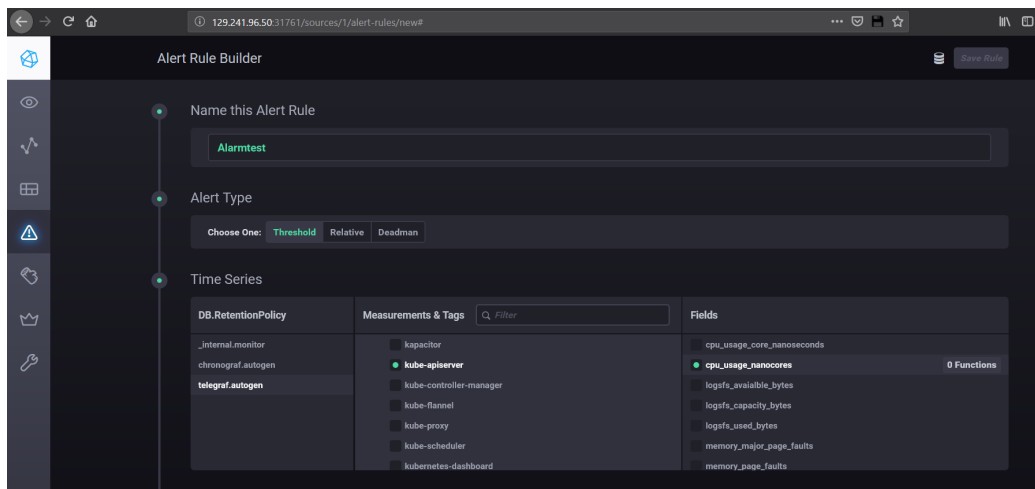 129.241.96.50:31761/sources/1/alert-rules/new#
Alert Rule Builder
Save Rule
Name this Alert Rule
Alarmtest
Alert Type
Choose One: Threshold Relative Deadman
Time Series
DB.RetentionPolicy
_internal.monitor
chronograf.autogen
telegraf.autogen
Measurements & Tags Filter
kapacitor
kube-apiserver
kube-controller-manager
kube-flannel
kube-proxy
kube-scheduler
kubernetes-dashboard
Fields
cpu_usage_core_nanoseconds
cpu_usage_nanocores 0 Functions
logsfs_avaialble_bytes
logsfs_capacity_bytes
logsfs_used_bytes
memory_major_page_faults
memory_page_faults